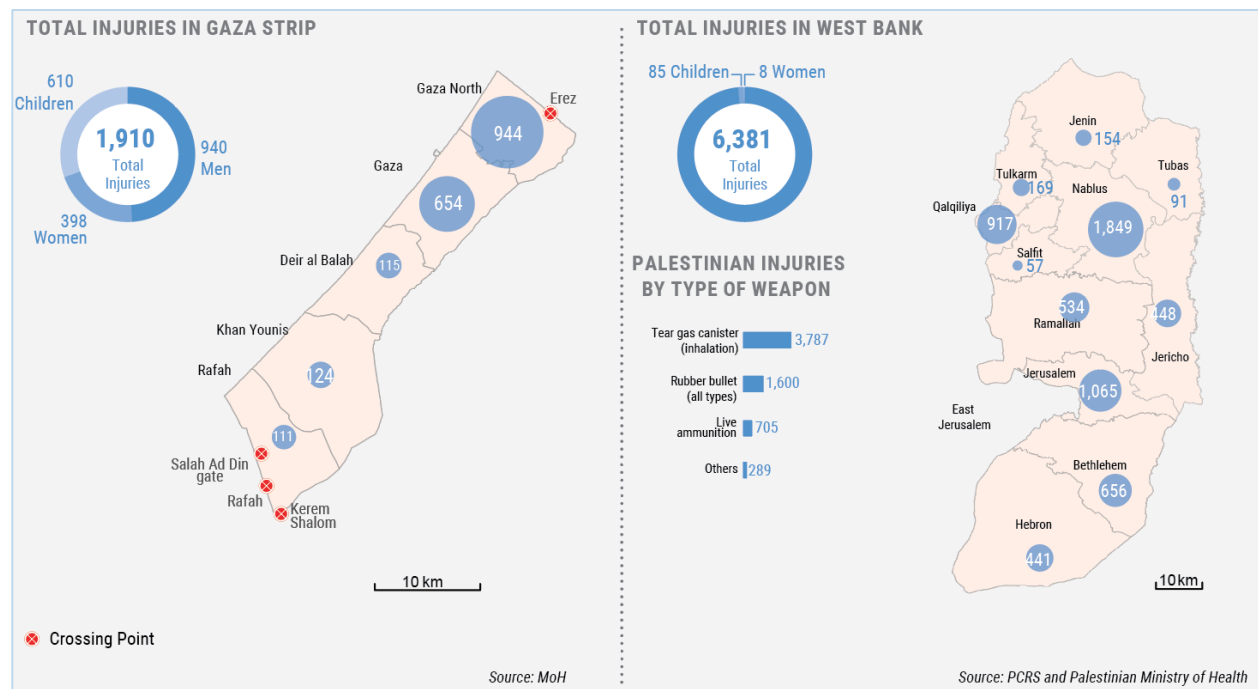 TOTAL INJURIES IN GAZA STRIP
610
Children
1,910
Total
Injuries
940
Men
398
Women
Gaza North
Erez
944
Gaza
654
Deir al Balah
115
Khan Younis
124
Rafah
111
Salah Ad Din
gate
Rafah
Kerem
Shalom
10 km
Crossing Point
Source: MoH
TOTAL INJURIES IN WEST BANK
85 Children
8 Women
6,381
Total
Injuries
PALESTINIAN INJURIES
BY TYPE OF WEAPON
Tear gas canister
(inhalation)
3,787
Rubber bullet
(all types)
1,600
Live
ammunition
705
Others
289
Jenin
154
Tubas
91
Tulkarm
169
Nablus
1,849
Qalqiliya
917
Salfit
57
534
Ramallah
448
Jericho
Jerusalem
1,065
East
Jerusalem
Bethlehem
656
Hebron
441
10 km
Source: PCRS and Palestinian Ministry of Health